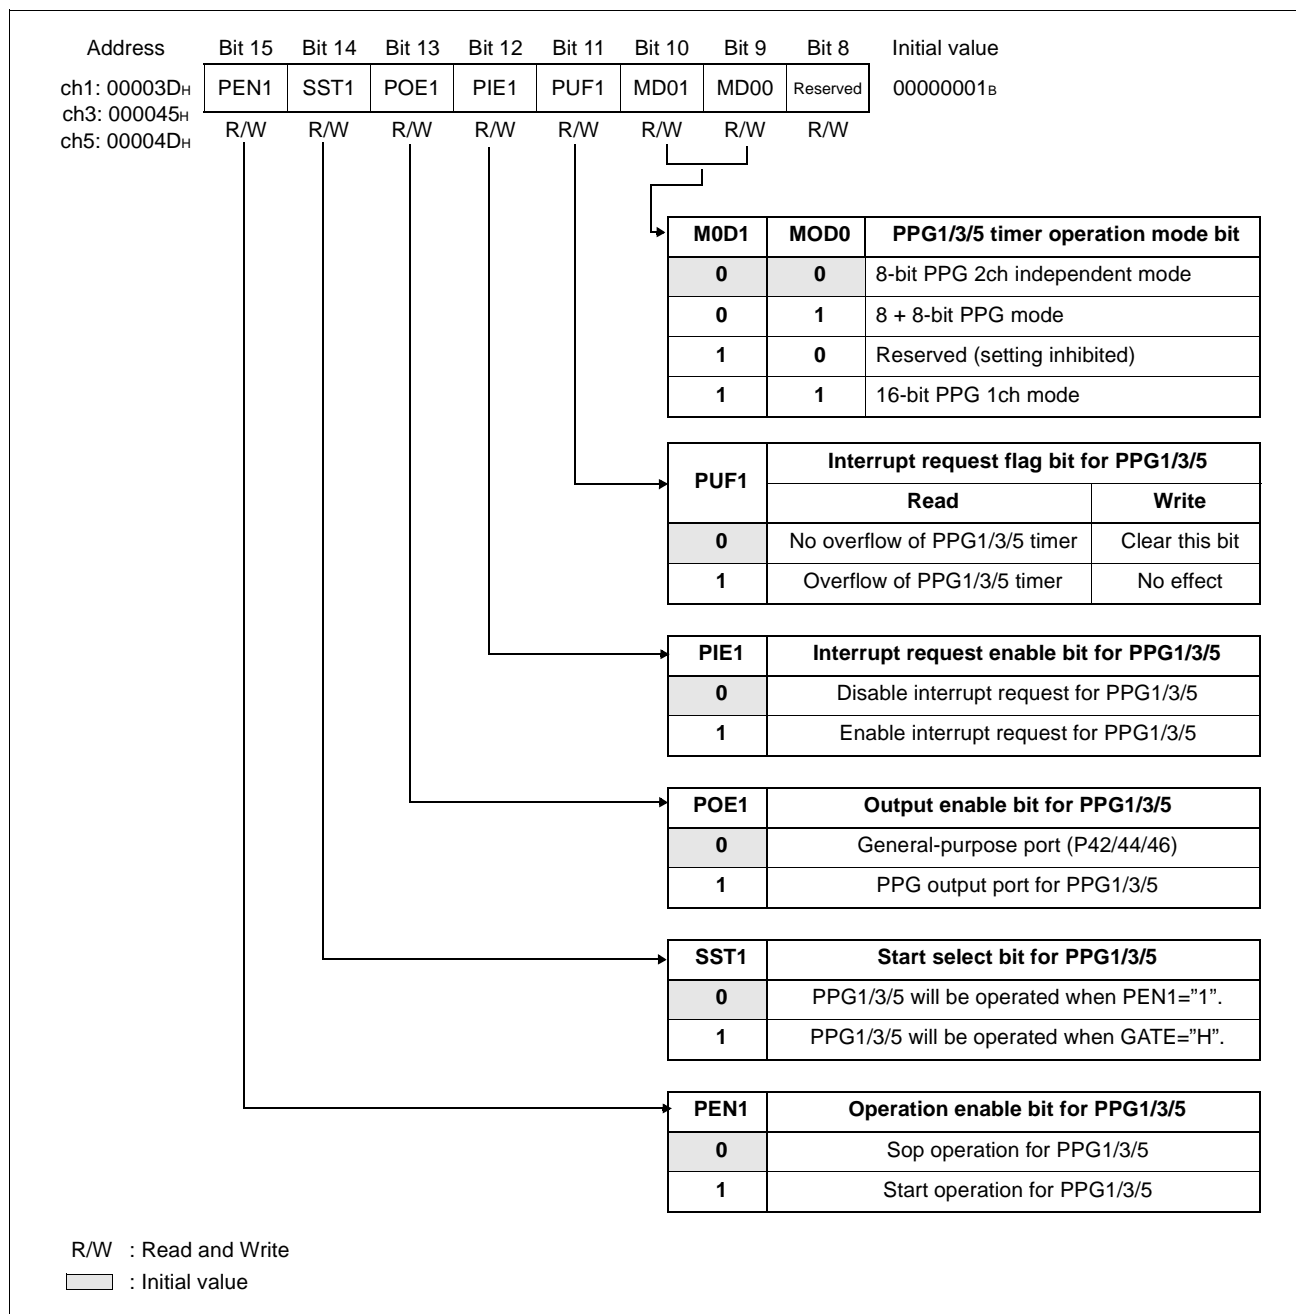 Address Bit 15 Bit 14 Bit 13 Bit 12 Bit 11 Bit 10 Bit 9 Bit 8 Initial value
ch1: 00003DH PEN1 SST1 POE1 PIE1 PUF1 MD01 MD00 Reserved 00000001B
ch3: 000045H
ch5: 00004DH R/W R/W R/W R/W R/W R/W R/W R/W
M0D1 MOD0 PPG1/3/5 timer operation mode bit
0 0 8-bit PPG 2ch independent mode
0 1 8 + 8-bit PPG mode
1 0 Reserved (setting inhibited)
1 1 16-bit PPG 1ch mode
PUF1 Interrupt request flag bit for PPG1/3/5
Read Write
0 No overflow of PPG1/3/5 timer Clear this bit
1 Overflow of PPG1/3/5 timer No effect
PIE1 Interrupt request enable bit for PPG1/3/5
0 Disable interrupt request for PPG1/3/5
1 Enable interrupt request for PPG1/3/5
POE1 Output enable bit for PPG1/3/5
0 General-purpose port (P42/44/46)
1 PPG output port for PPG1/3/5
SST1 Start select bit for PPG1/3/5
0 PPG1/3/5 will be operated when PEN1=”1”.
1 PPG1/3/5 will be operated when GATE=”H”.
PEN1 Operation enable bit for PPG1/3/5
0 Sop operation for PPG1/3/5
1 Start operation for PPG1/3/5
R/W : Read and Write
: Initial value